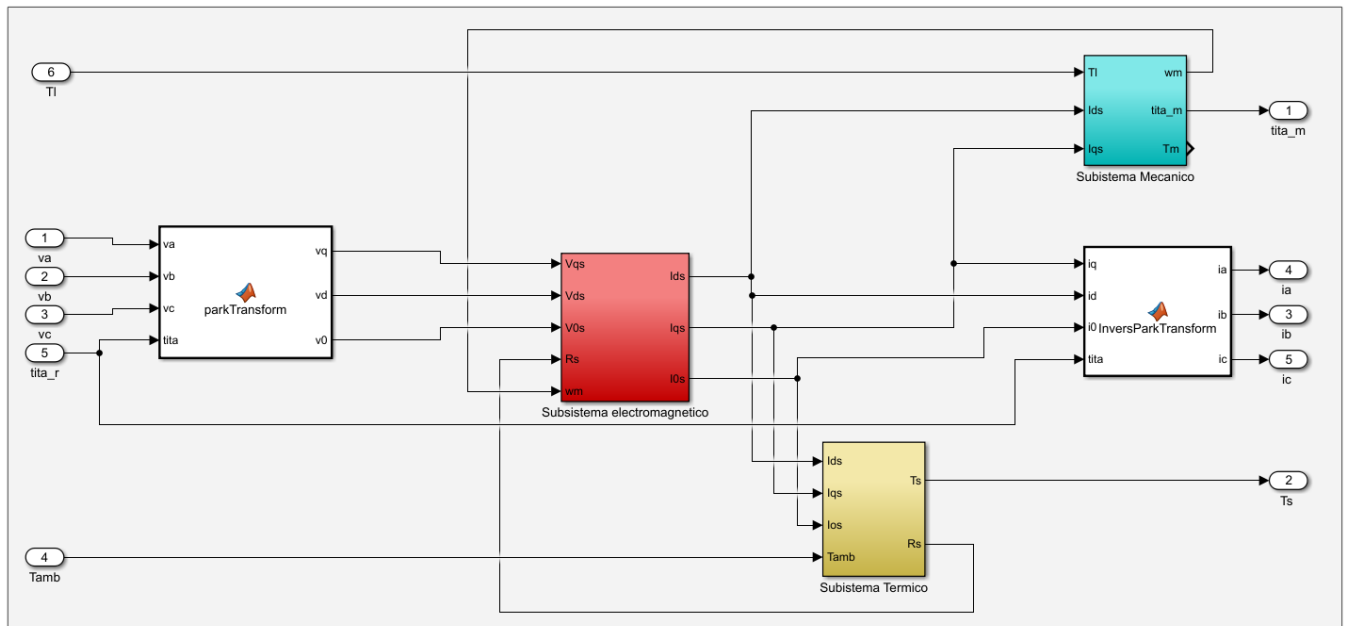 6
Tl
Tl
wm
Ids
tita_m
Iqs
Tm
Subistema Mecanico
1
tita_m
1
va
2
vb
3
vc
5
tita_r
va
vb
vc
tita
parkTransform
vq
vd
v0
Vqs
Vds
V0s
Rs
wm
Ids
Iqs
I0s
Subsistema electromagnetico
iq
id
i0
tita
InversParkTransform
ia
ib
ic
4
ia
3
ib
5
ic
Ids
Iqs
Ios
Tamb
Ts
Rs
Subistema Termico
2
Ts
4
Tamb